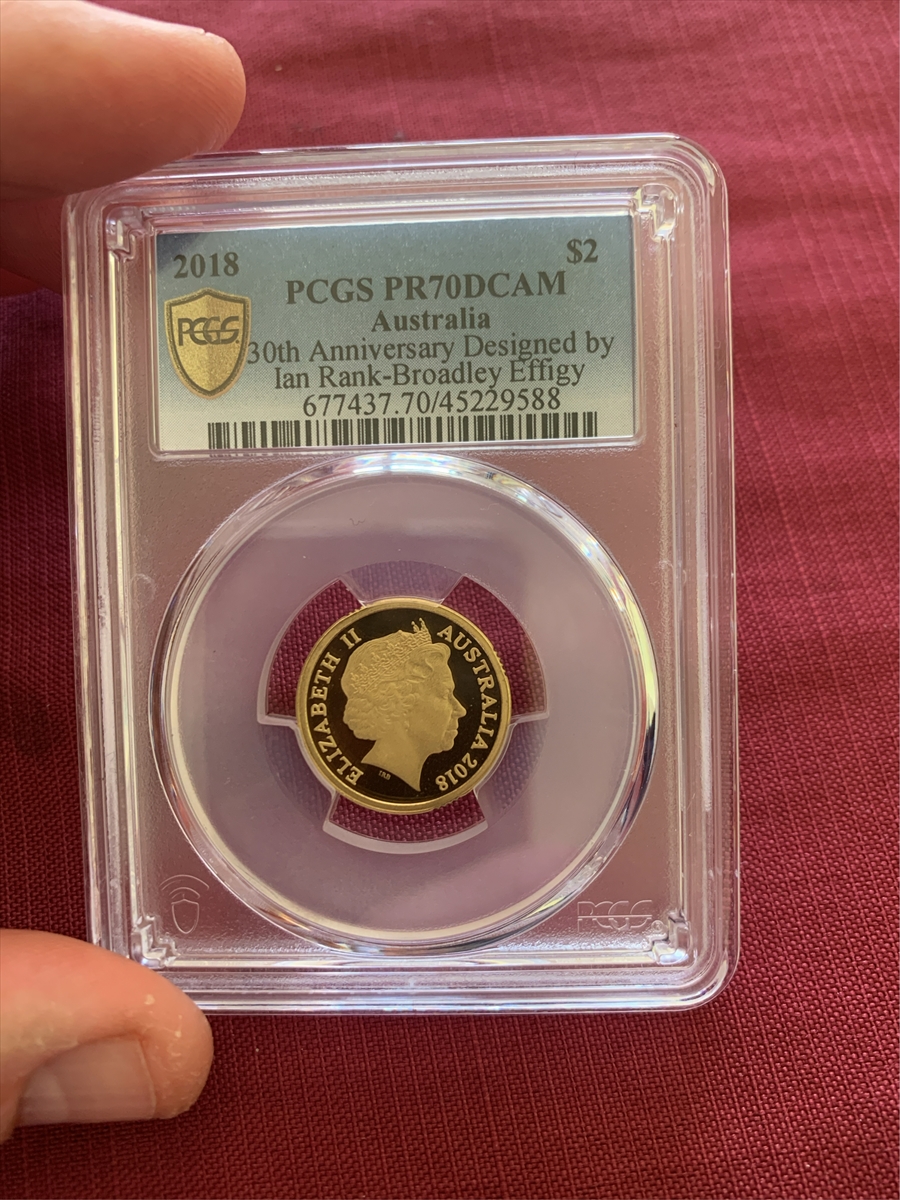 2018
$2
PCGS PR70DCAM
PCGS
Australia
30th Anniversary Designed by
Ian Rank-Broadley Effigy
677437.70/45229588
ELIZABETH II
AUSTRALIA 2018
IRB
PCGS